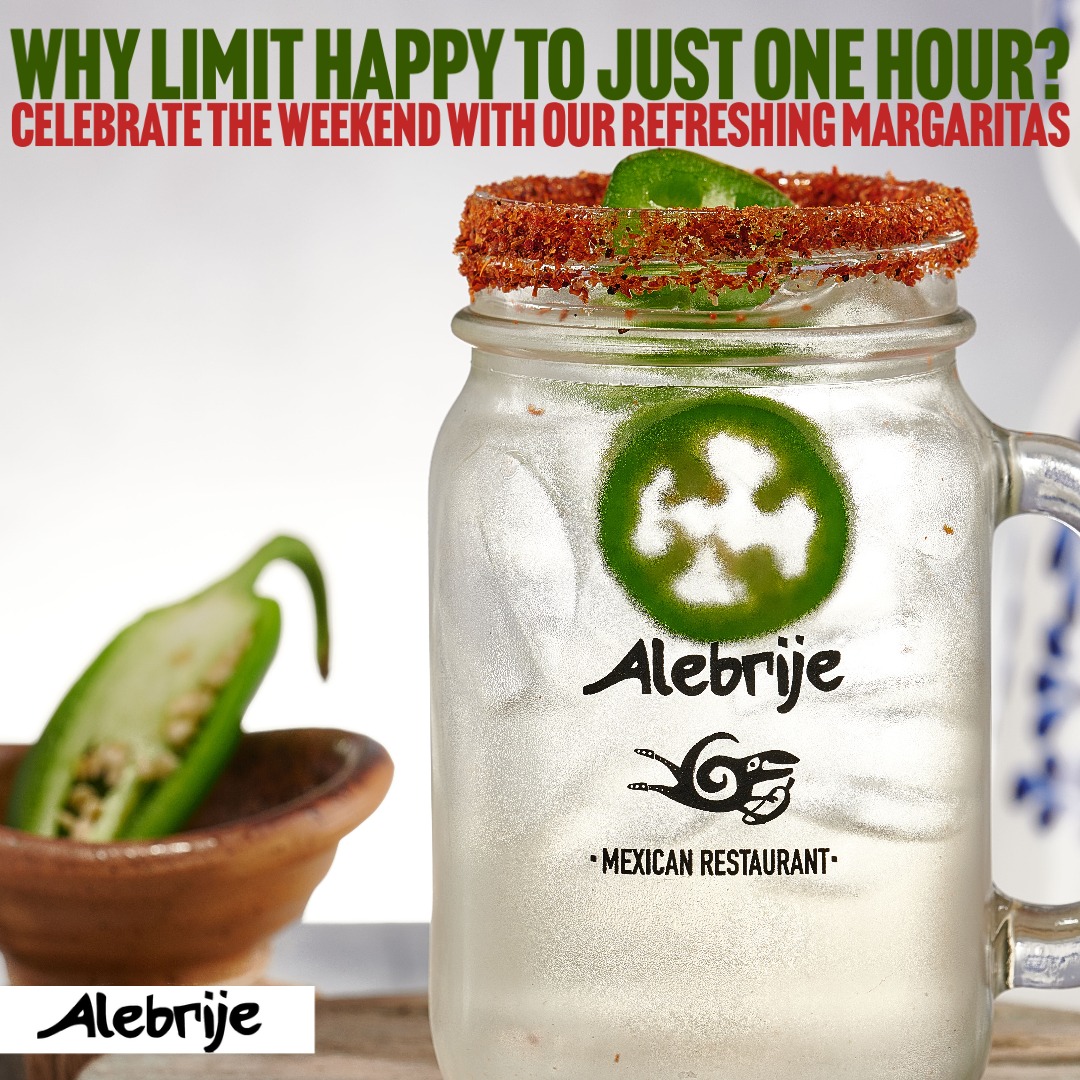 WHY LIMIT HAPPY TO JUST ONE HOUR?
CELEBRATE THE WEEKEND WITH OUR REFRESHING MARGARITAS
Alebrije
·MEXICAN RESTAURANT·
Alebrije